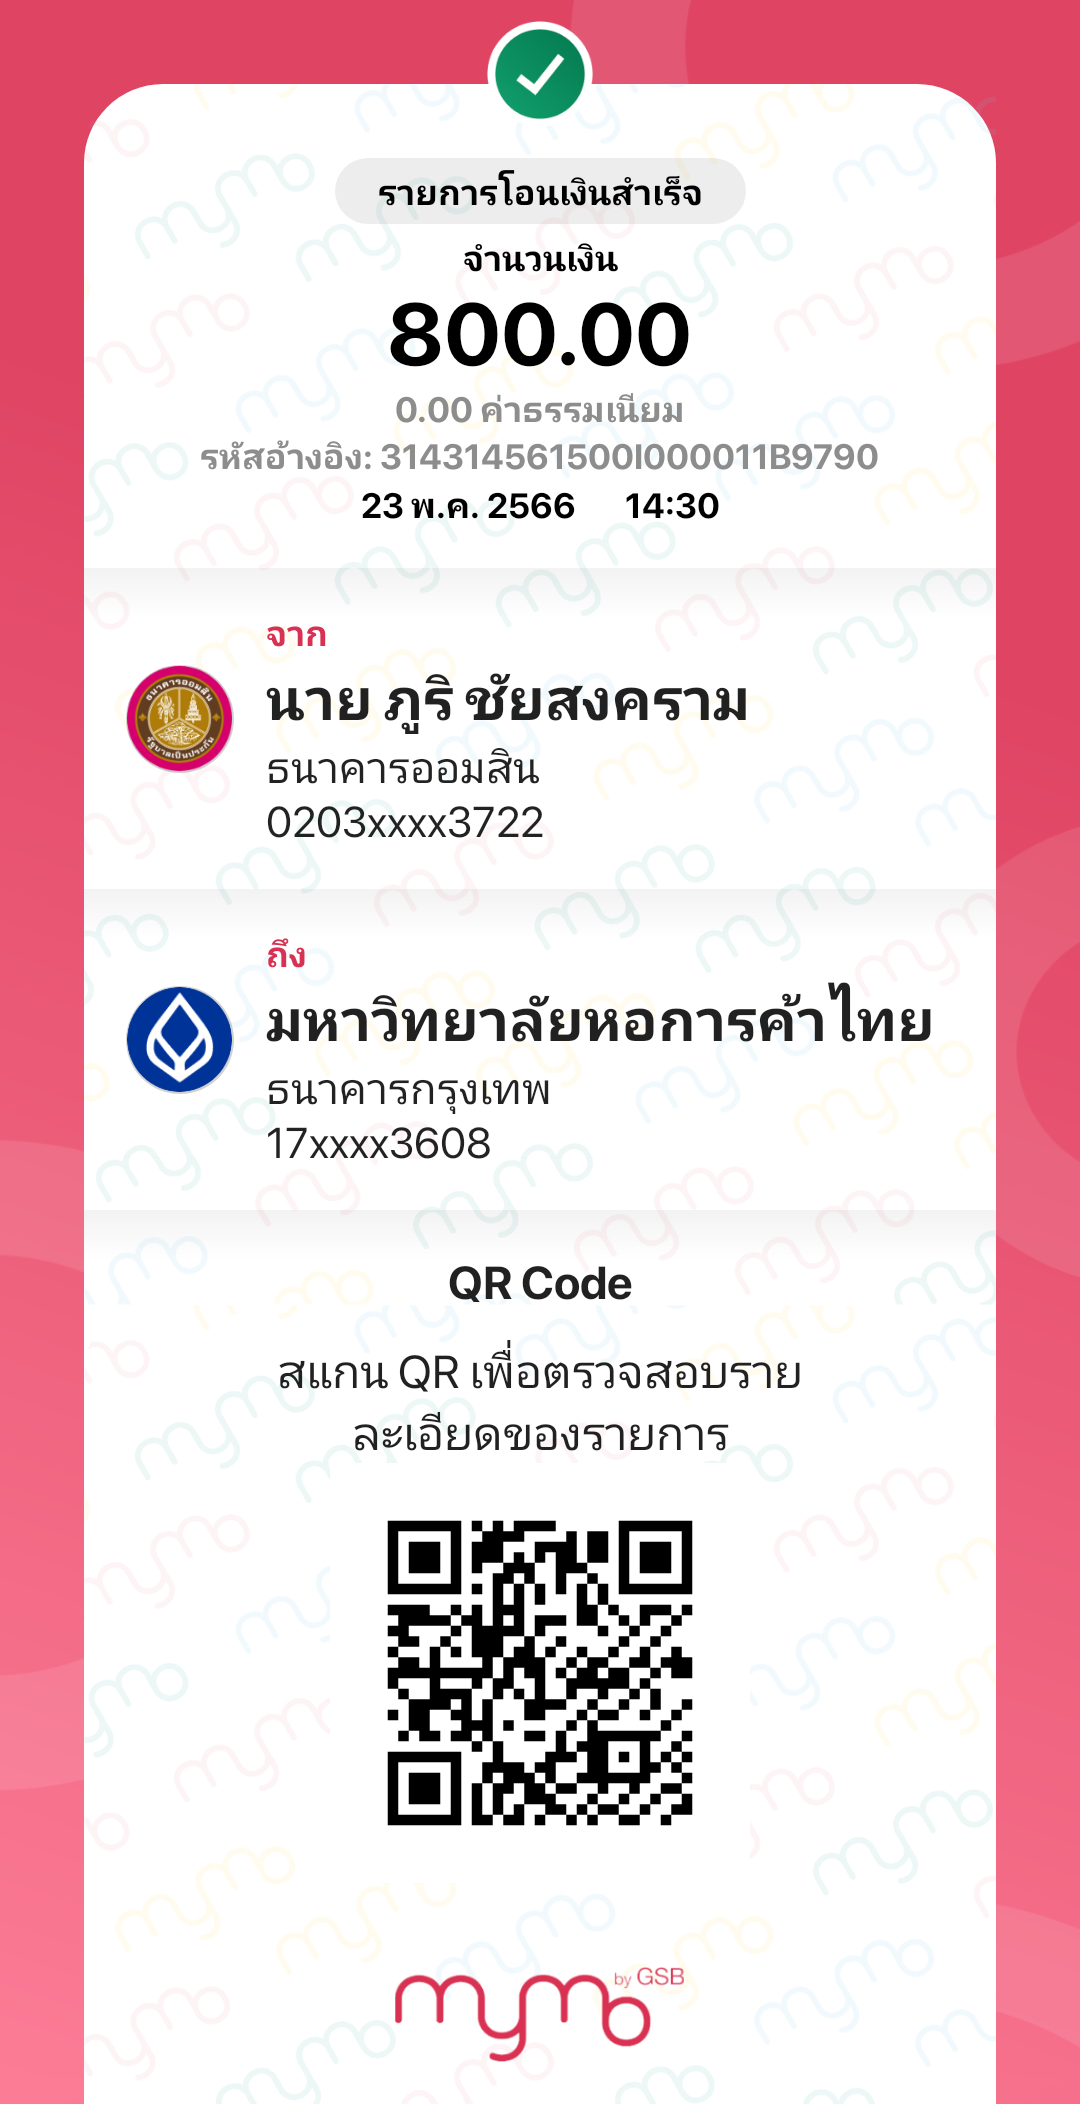 รายการโอนเงินสำเร็จ
จำนวนเงิน
800.00
0.00 ค่าธรรมเนียม
รหัสอ้างอิง: 314314561500I000011B9790
23 พ.ค. 2566 14:30
จาก
นาย ภูริ ชัยสงคราม
ธนาคารออมสิน
0203xxxx3722
ถึง
มหาวิทยาลัยหอการค้าไทย
ธนาคารกรุงเทพ
17xxxx3608
QR Code
สแกน QR เพื่อตรวจสอบราย
ละเอียดของรายการ
mymo by GSB